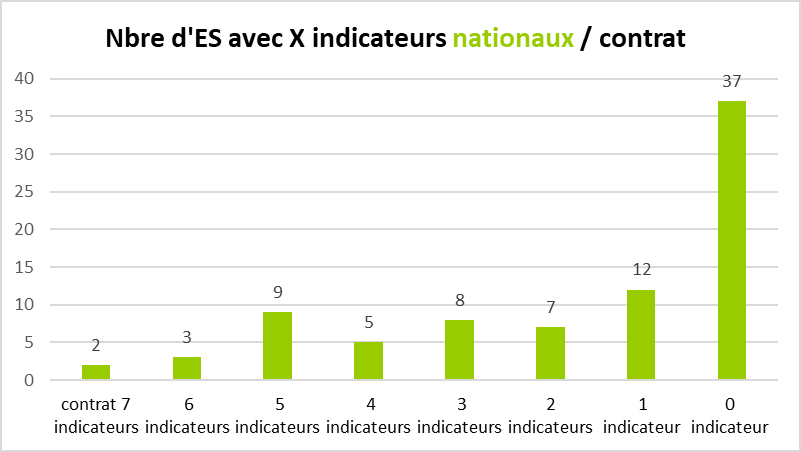 Nbre d'ES avec X indicateurs nationaux / contrat
40
35
30
25
20
15
10
5
0
2
3
9
5
8
7
12
37
contrat 7 indicateurs
6 indicateurs
5 indicateurs
4 indicateurs
3 indicateurs
2 indicateurs
1 indicateur
0 indicateur